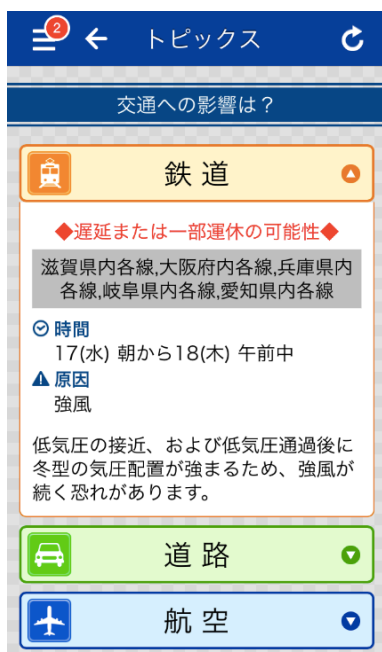 2
トピックス
交通への影響は？
鉄道
◆遅延または一部運休の可能性◆
滋賀県内各線,大阪府内各線,兵庫県内
各線,岐阜県内各線,愛知県内各線
時間
17(水) 朝から18(木) 午前中
原因
強風
低気圧の接近、および低気圧通過後に
冬型の気圧配置が強まるため、強風が
続く恐れがあります。
道路
航空